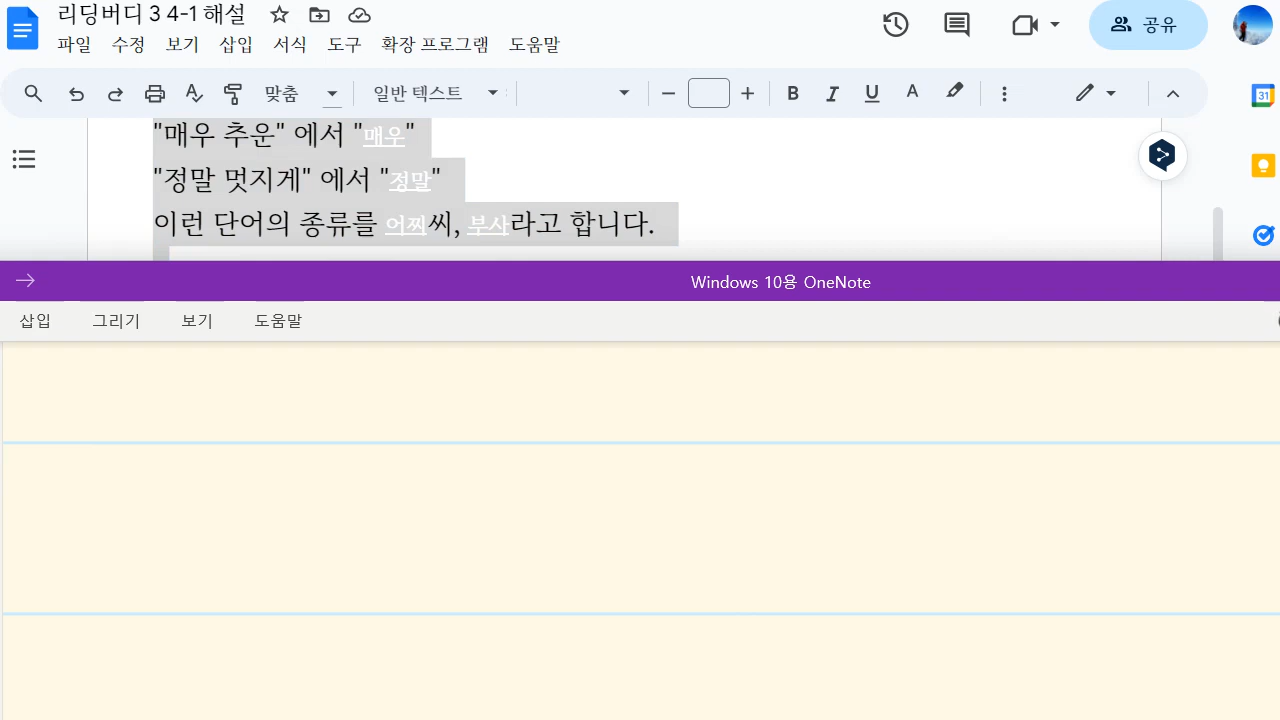 리딩버디 3 4-1 해설
파일 수정 보기 삽입 서식 도구 확장 프로그램 도움말
공유
맞춤 일반 텍스트 B I U A
31
"매우 추운" 에서 "매우"
"정말 멋지게" 에서 "정말"
이런 단어의 종류를 어찌씨, 부사라고 합니다.
Windows 10용 OneNote
삽입 그리기 보기 도움말